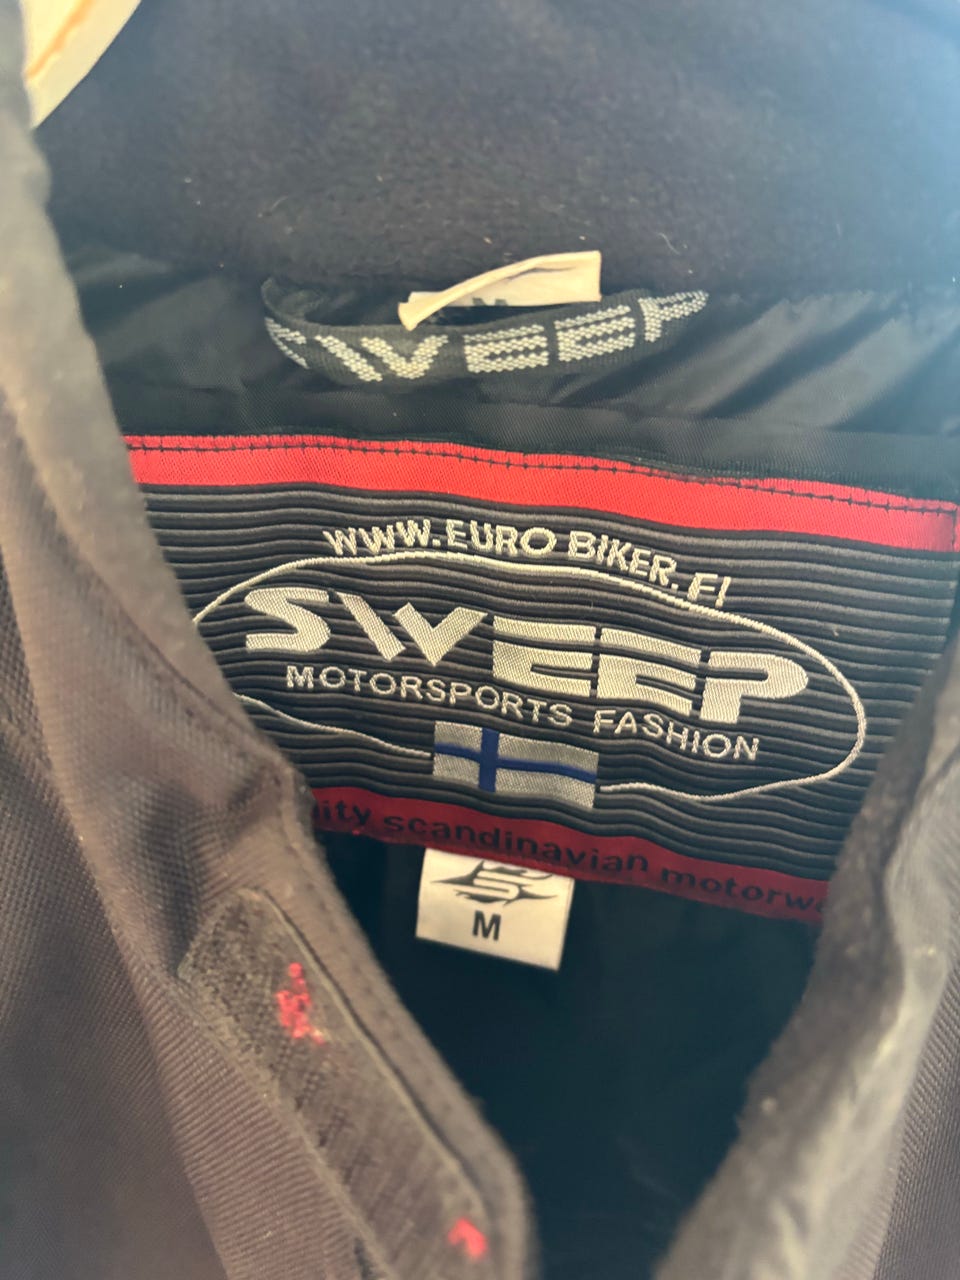 SWEEP
WWW.EURO BIKER.FI
SWEEP
MOTORSPORTS FASHION
scandinavian
M